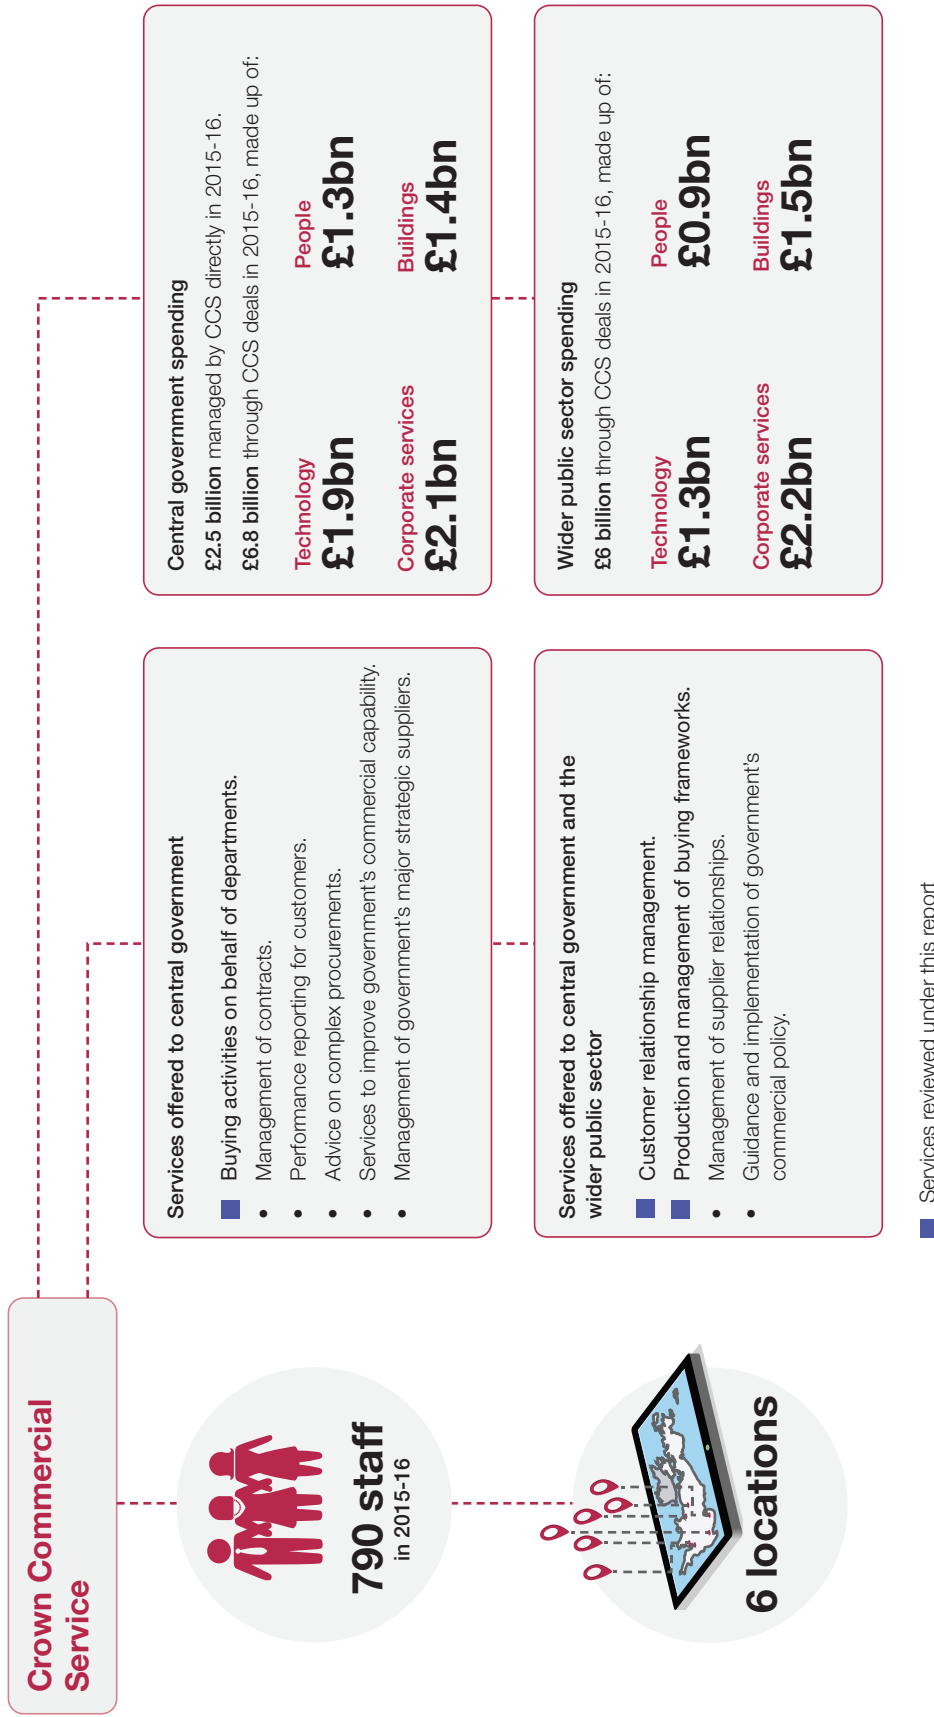 Crown Commercial
Service
790 staff
in 2015-16
6 locations
Services offered to central government
Buying activities on behalf of departments.
• Management of contracts.
• Performance reporting for customers.
• Advice on complex procurements.
• Services to improve government's commercial capability.
• Management of government's major strategic suppliers.
Services offered to central government and the
wider public sector
Customer relationship management.
Production and management of buying frameworks.
• Management of supplier relationships.
• Guidance and implementation of government's
commercial policy.
Central government spending
£2.5 billion managed by CCS directly in 2015-16.
£6.8 billion through CCS deals in 2015-16, made up of:
Technology People
£1.9bn £1.3bn
Corporate services Buildings
£2.1bn £1.4bn
Wider public sector spending
£6 billion through CCS deals in 2015-16, made up of:
Technology People
£1.3bn £0.9bn
Corporate services Buildings
£2.2bn £1.5bn
Services reviewed under this report